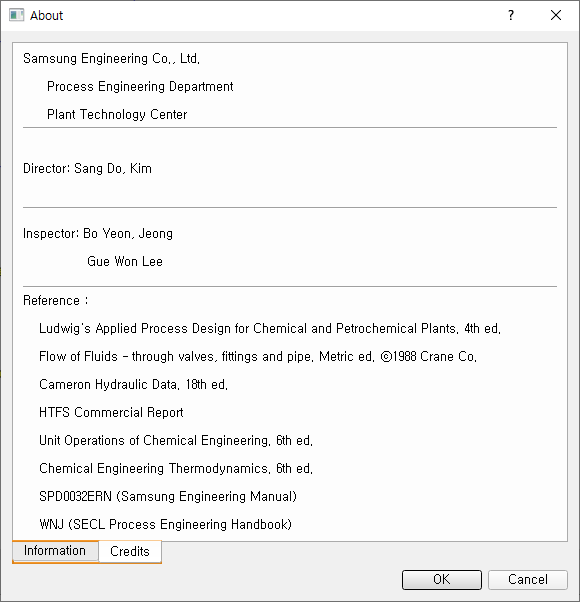 About
?
Samsung Engineering Co., Ltd.
Process Engineering Department
Plant Technology Center
Director: Sang Do, Kim
Inspector: Bo Yeon, Jeong
Gue Won Lee
Reference :
Ludwig's Applied Process Design for Chemical and Petrochemical Plants, 4th ed.
Flow of Fluids - through valves, fittings and pipe, Metric ed, ©1988 Crane Co.
Cameron Hydraulic Data, 18th ed.
HTFS Commercial Report
Unit Operations of Chemical Engineering, 6th ed.
Chemical Engineering Thermodynamics, 6th ed.
SPD0032ERN (Samsung Engineering Manual)
WNJ (SECL Process Engineering Handbook)
Information Credits
OK Cancel